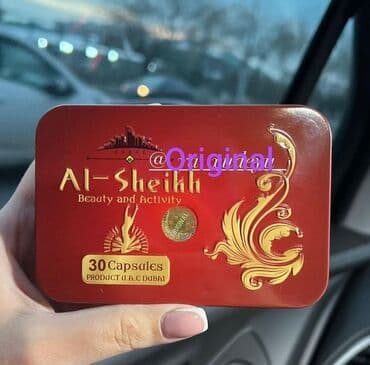 Original
Al-Sheikh
Beauty and Activity
30 Capsules
PRODUCT U.A.E DUBAI